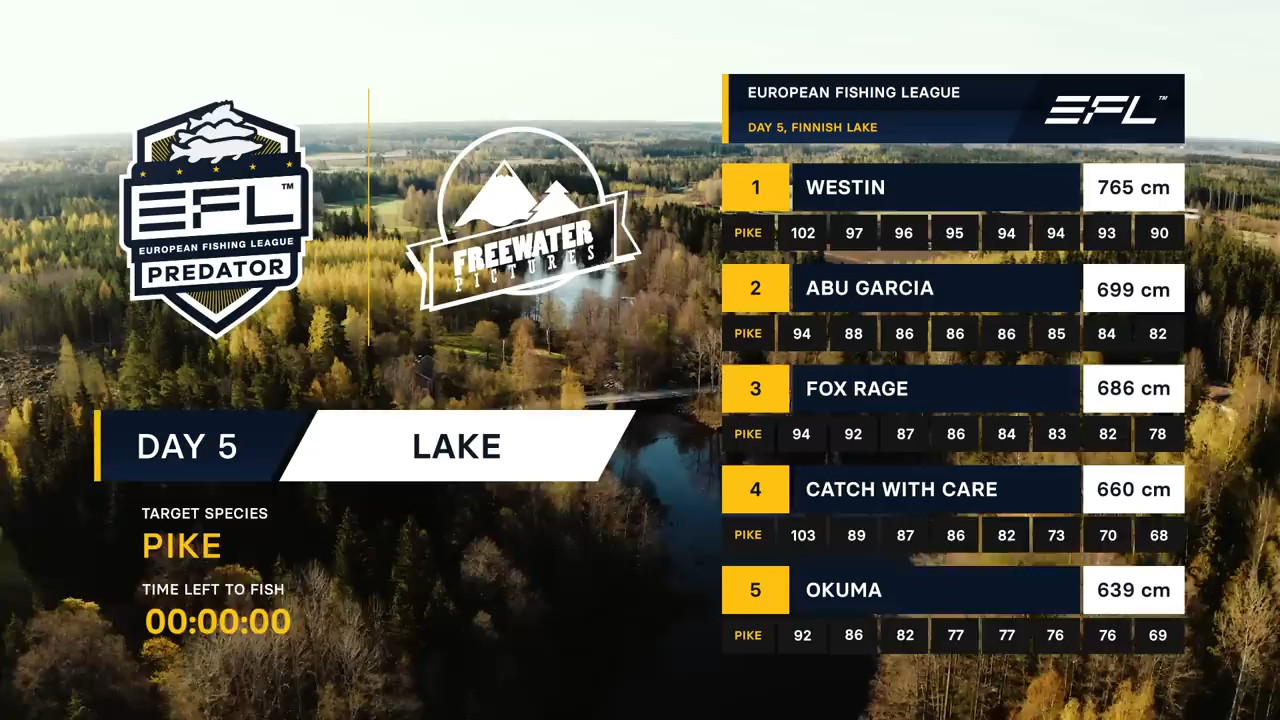 EFL™
EUROPEAN FISHING LEAGUE
PREDATOR
FREEWATER
PICTURES
DAY 5
LAKE
TARGET SPECIES
PIKE
TIME LEFT TO FISH
00:00:00
EUROPEAN FISHING LEAGUE
EFL™
DAY 5, FINNISH LAKE
1 WESTIN 765 cm
PIKE 102 97 96 95 94 94 93 90
2 ABU GARCIA 699 cm
PIKE 94 88 86 86 86 85 84 82
3 FOX RAGE 686 cm
PIKE 94 92 87 86 84 83 82 78
4 CATCH WITH CARE 660 cm
PIKE 103 89 87 86 82 73 70 68
5 OKUMA 639 cm
PIKE 92 86 82 77 77 76 76 69